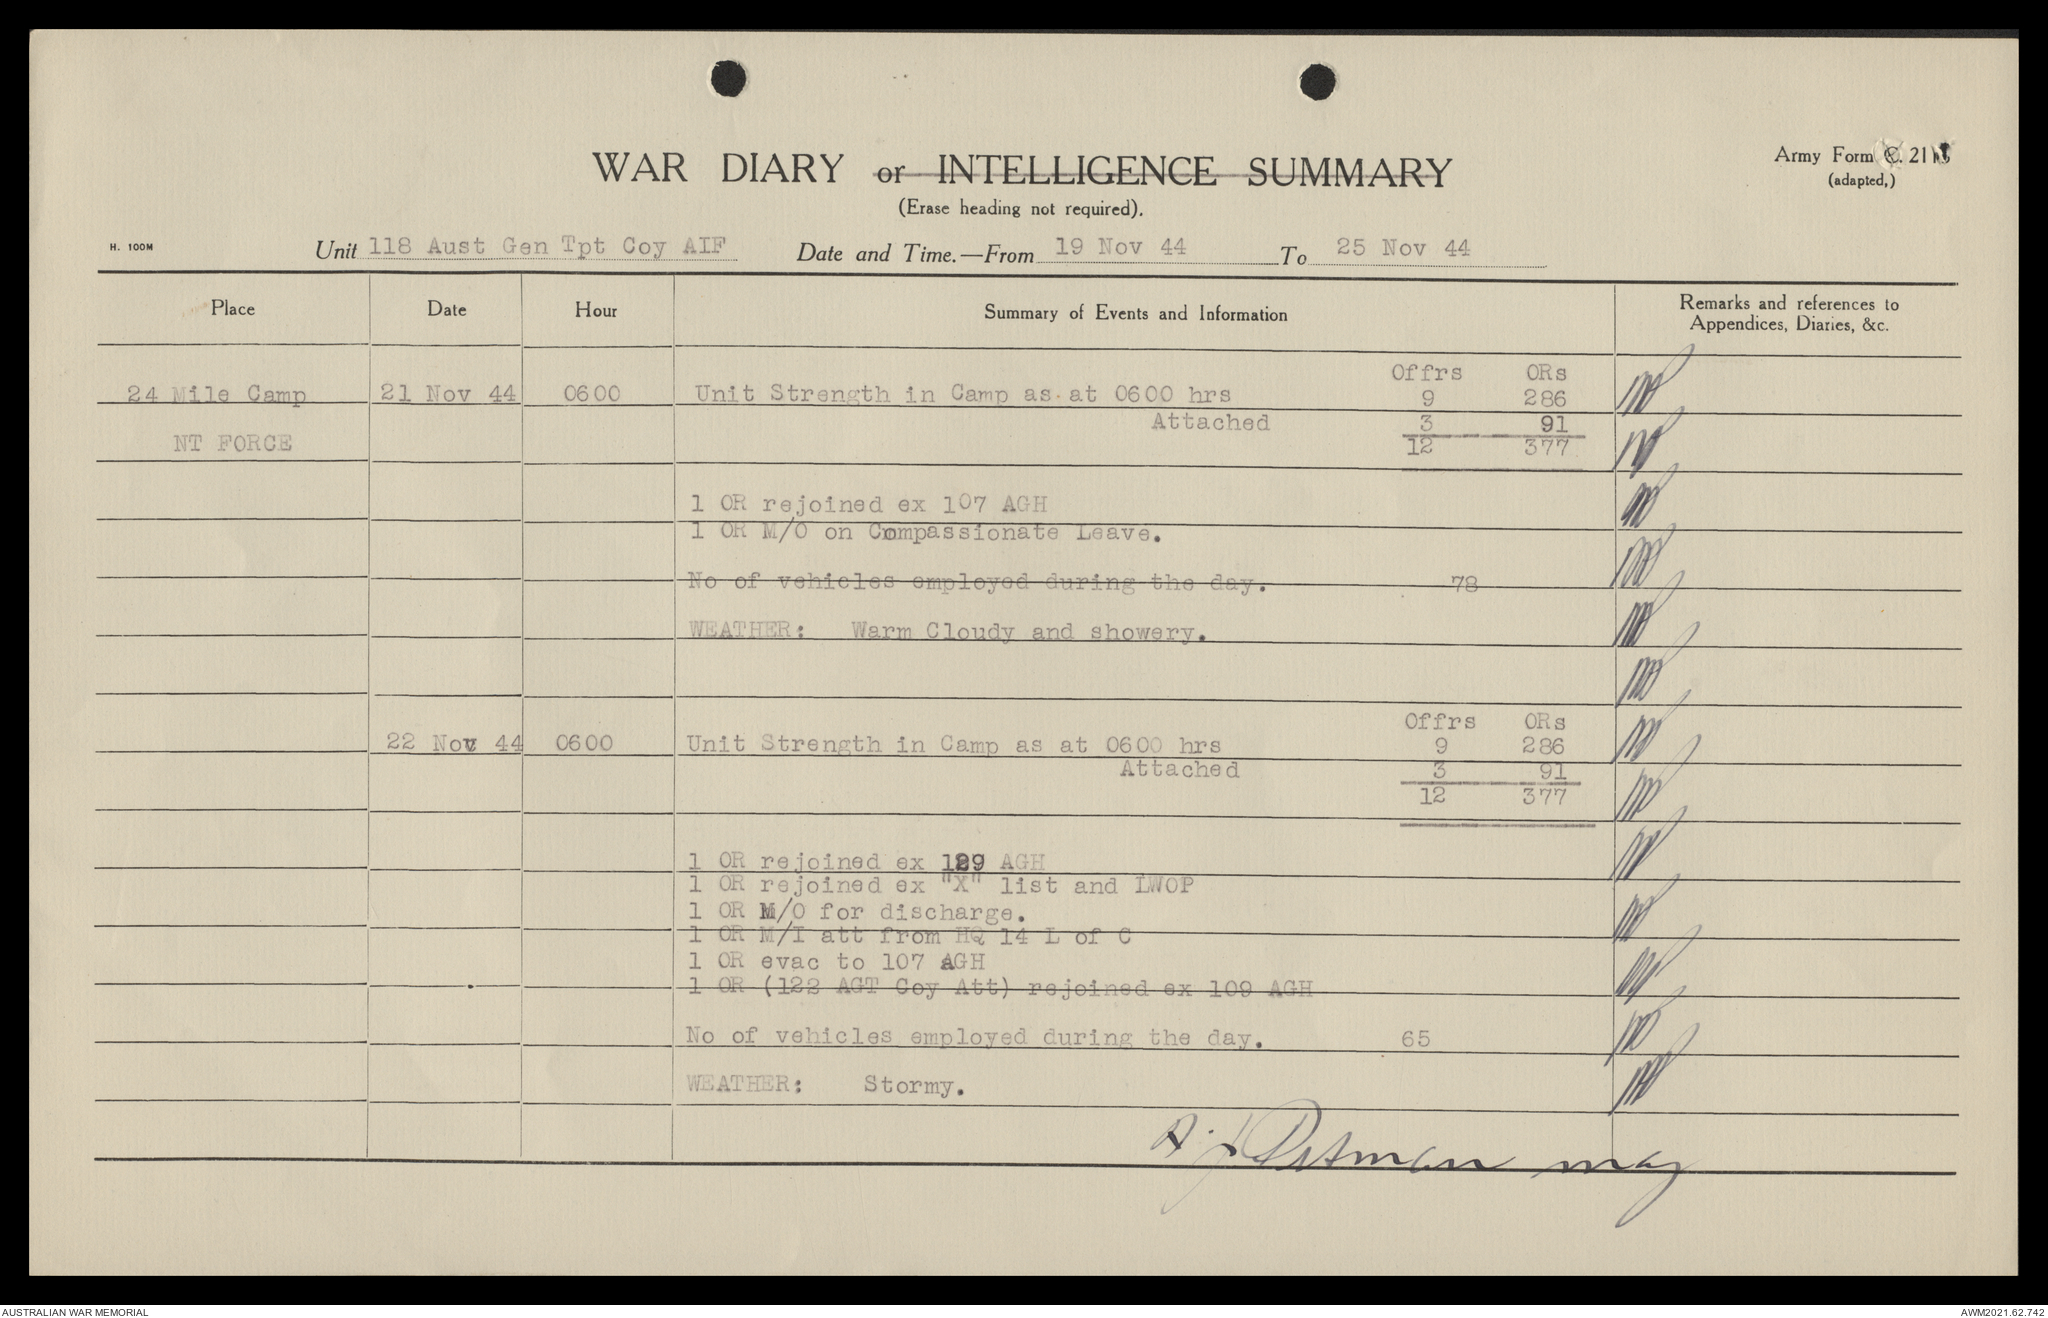 WAR DIARY or INTELLIGENCE SUMMARY
Army Form C. 211
(adapted,)
(Erase heading not required).
H. 100M
Unit 118 Aust Gen Tpt Coy AIF Date and Time.—From 19 Nov 44 To 25 Nov 44
Place Date Hour Summary of Events and Information Remarks and references to
Appendices, Diaries, &c.
Offrs ORs
24 Mile Camp 21 Nov 44 0600 Unit Strength in Camp as at 0600 hrs 9 286
Attached 3 91
NT FORCE 12 377
1 OR rejoined ex 107 AGH
1 OR M/O on Compassionate Leave.
No of vehicles employed during the day. 78
WEATHER: Warm Cloudy and showery.
Offrs ORs
22 Nov 44 0600 Unit Strength in Camp as at 0600 hrs 9 286
Attached 3 91
12 377
1 OR rejoined ex 129 AGH
1 OR rejoined ex "X" list and LWOP
1 OR M/O for discharge.
1 OR M/I att from HQ 14 L of C
1 OR evac to 107 AGH
1 OR (122 AGT Coy Att) rejoined ex 109 AGH
No of vehicles employed during the day. 65
WEATHER: Stormy.
Pitman Maj
AUSTRALIAN WAR MEMORIAL
AWM2021.62.742